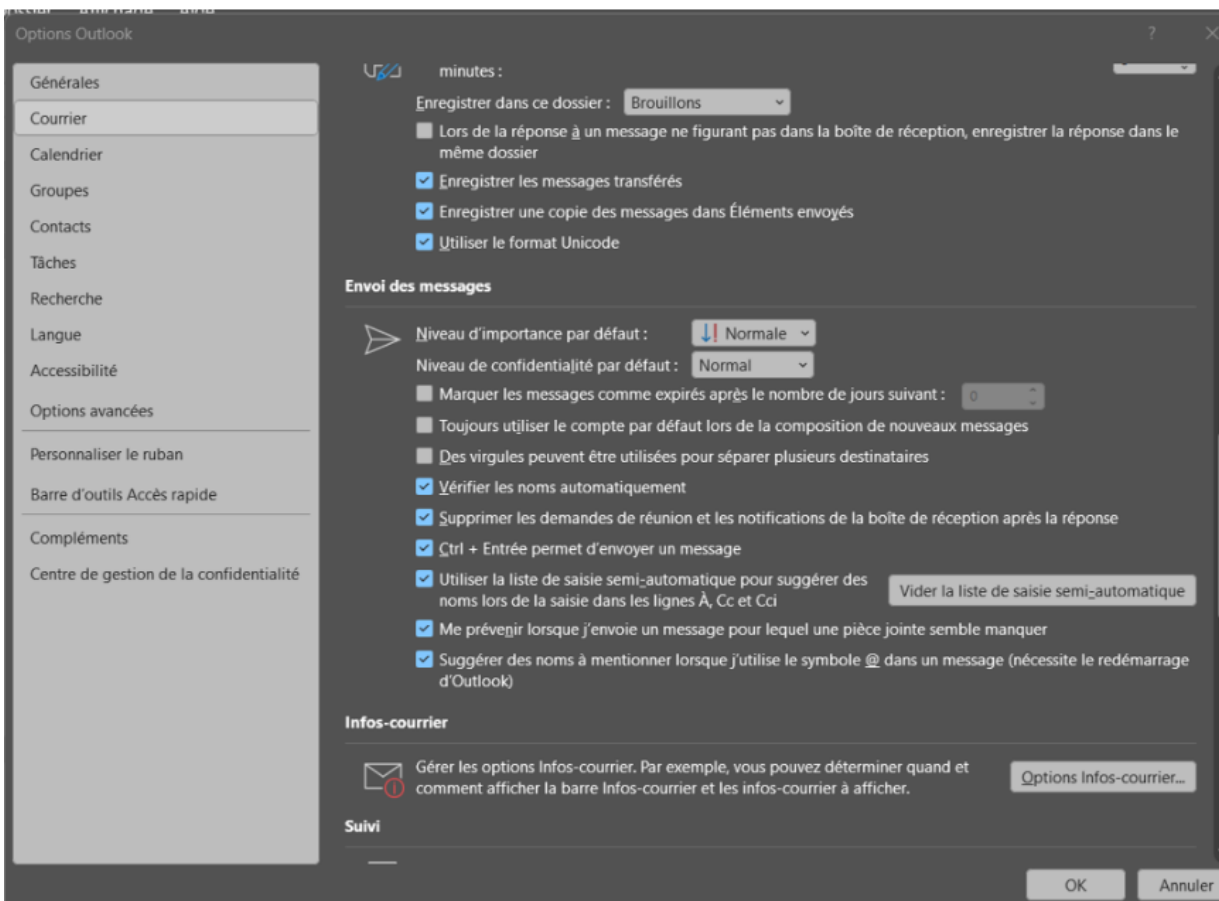 Options Outlook
?
Générales
Courrier
Calendrier
Groupes
Contacts
Tâches
Recherche
Langue
Accessibilité
Options avancées
Personnaliser le ruban
Barre d'outils Accès rapide
Compléments
Centre de gestion de la confidentialité
minutes :
Enregistrer dans ce dossier : Brouillons
Lors de la réponse à un message ne figurant pas dans la boîte de réception, enregistrer la réponse dans le
même dossier
Enregistrer les messages transférés
Enregistrer une copie des messages dans Éléments envoyés
Utiliser le format Unicode
Envoi des messages
Niveau d'importance par défaut : Normale
Niveau de confidentialité par défaut : Normal
Marquer les messages comme expirés après le nombre de jours suivant : 0
Toujours utiliser le compte par défaut lors de la composition de nouveaux messages
Des virgules peuvent être utilisées pour séparer plusieurs destinataires
Vérifier les noms automatiquement
Supprimer les demandes de réunion et les notifications de la boîte de réception après la réponse
Ctrl + Entrée permet d'envoyer un message
Utiliser la liste de saisie semi-automatique pour suggérer des
noms lors de la saisie dans les lignes À, Cc et Cci
Vider la liste de saisie semi-automatique
Me prévenir lorsque j'envoie un message pour lequel une pièce jointe semble manquer
Suggérer des noms à mentionner lorsque j'utilise le symbole @ dans un message (nécessite le redémarrage
d'Outlook)
Infos-courrier
Gérer les options Infos-courrier. Par exemple, vous pouvez déterminer quand et
comment afficher la barre Infos-courrier et les infos-courrier à afficher.
Options Infos-courrier...
Suivi
OK
Annuler